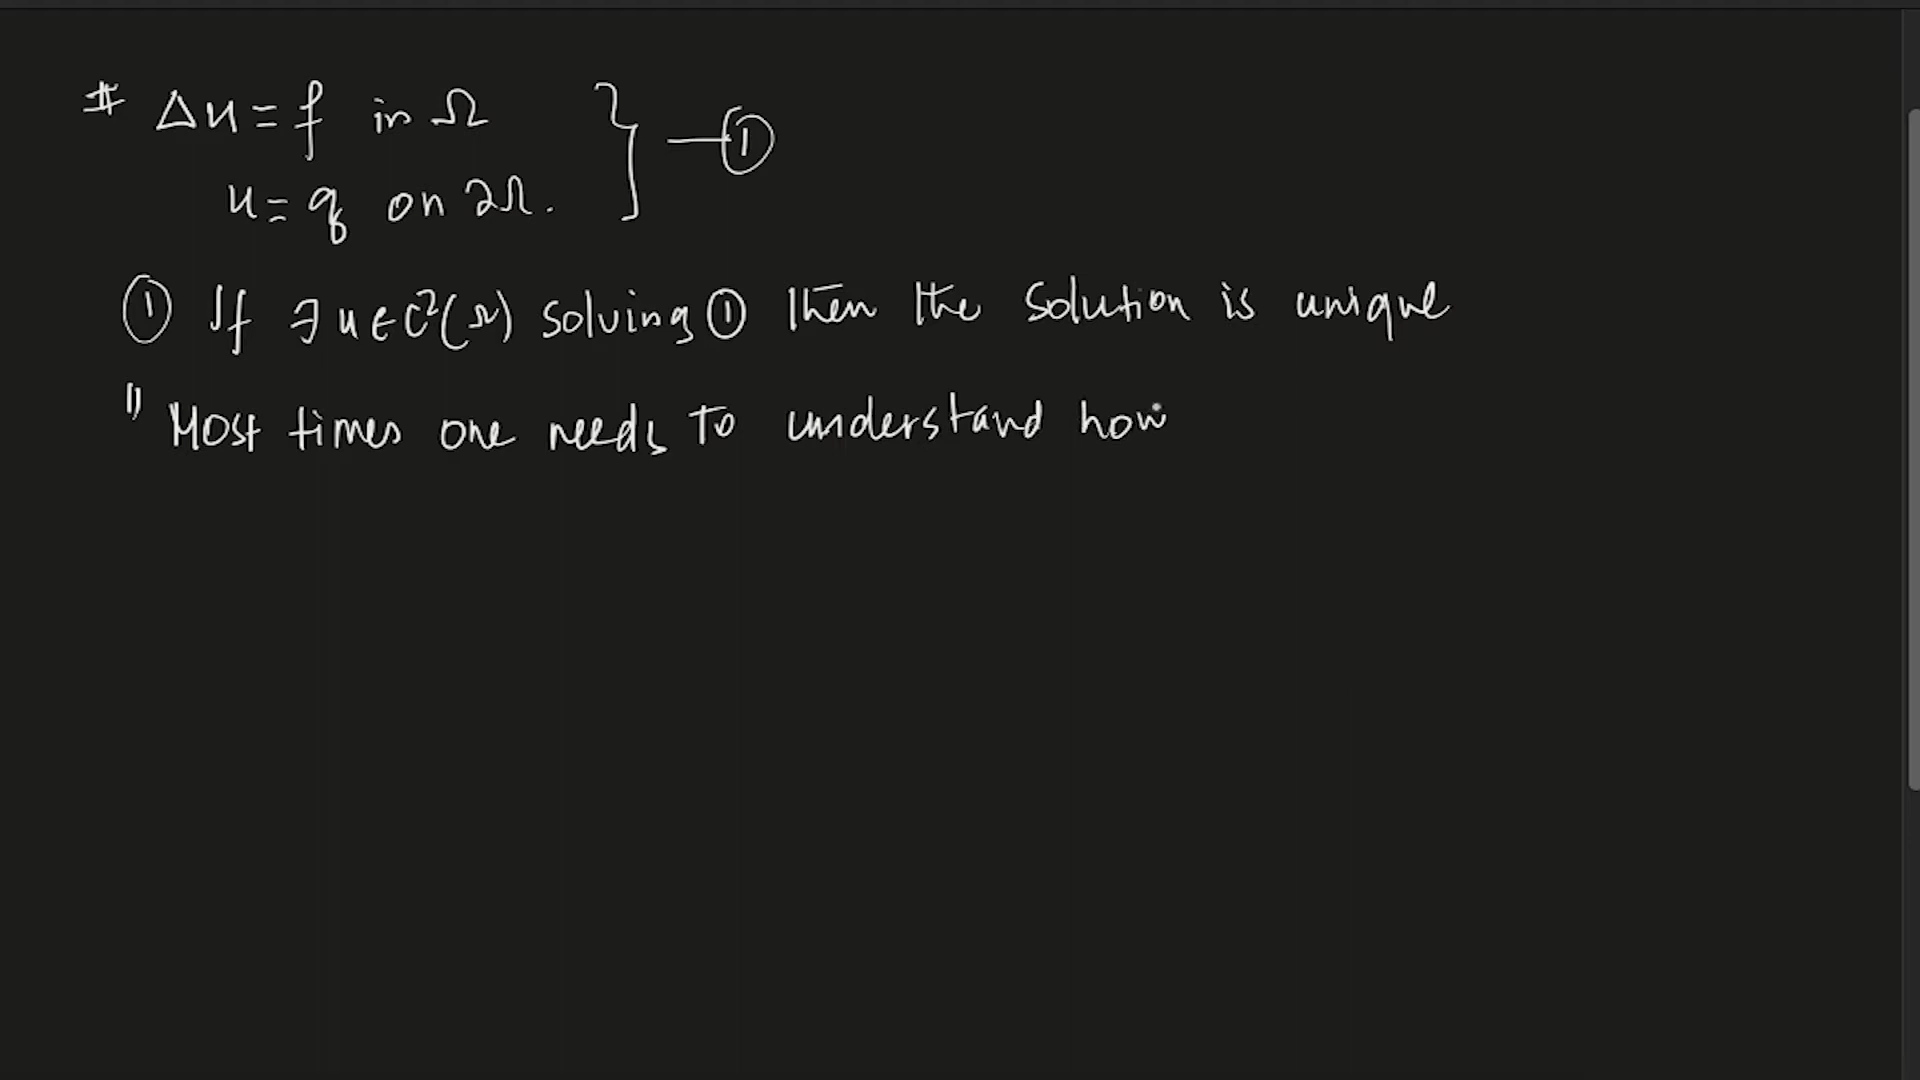 # Δu = f in Ω } —①
u = g on ∂Ω.
① If ∃ u ∈ C²(Ω) solving ① then the solution is unique
" Most times one needs to understand how